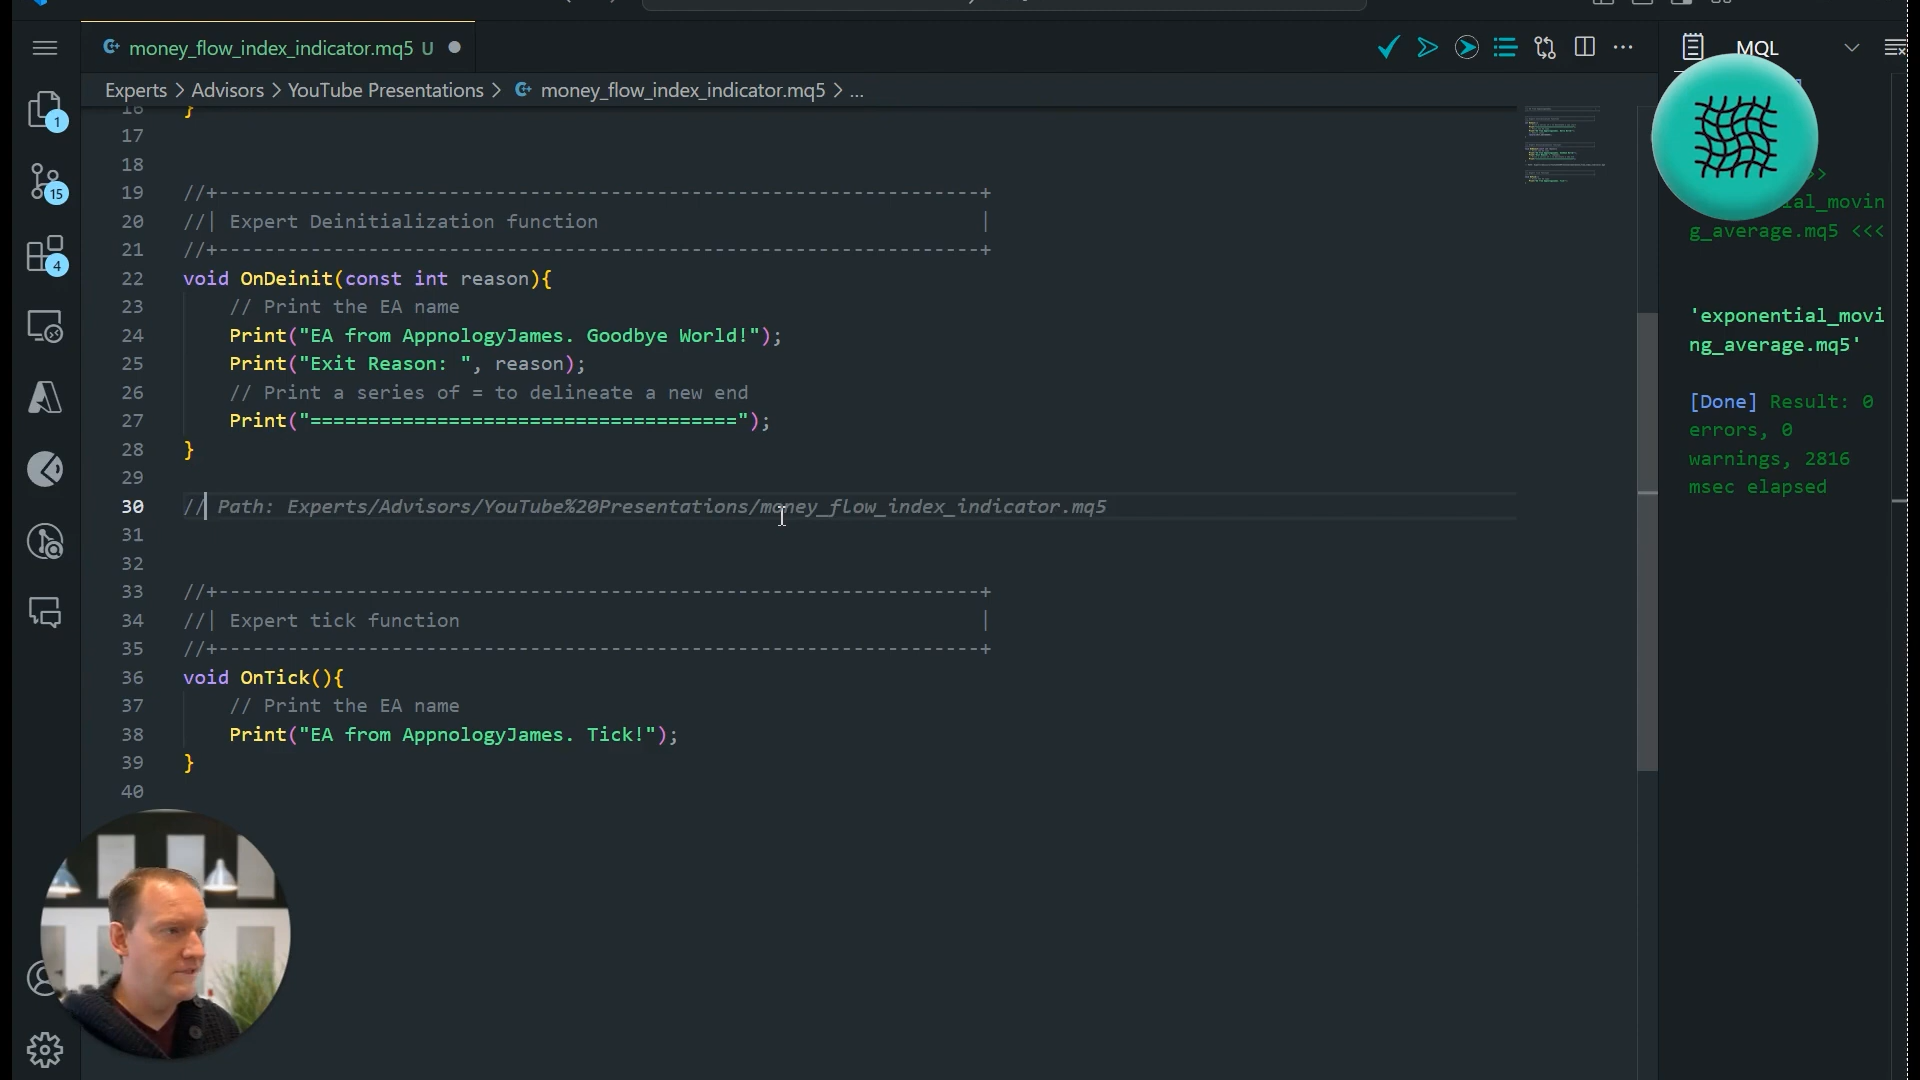 money_flow_index_indicator.mq5 U
MQL
Experts > Advisors > YouTube Presentations > money_flow_index_indicator.mq5 > ...
16 }
17
18
19 //+------------------------------------------------------------------+
20 //| Expert Deinitialization function |
21 //+------------------------------------------------------------------+
22 void OnDeinit(const int reason){
23 // Print the EA name
24 Print("EA from AppnologyJames. Goodbye World!");
25 Print("Exit Reason: ", reason);
26 // Print a series of = to delineate a new end
27 Print("=====================================");
28 }
29
30 // Path: Experts/Advisors/YouTube%20Presentations/money_flow_index_indicator.mq5
31
32
33 //+------------------------------------------------------------------+
34 //| Expert tick function |
35 //+------------------------------------------------------------------+
36 void OnTick(){
37 // Print the EA name
38 Print("EA from AppnologyJames. Tick!");
39 }
40
1
15
4
>>
ial_movin
g_average.mq5 <<<
'exponential_movi
ng_average.mq5'
[Done] Result: 0
errors, 0
warnings, 2816
msec elapsed